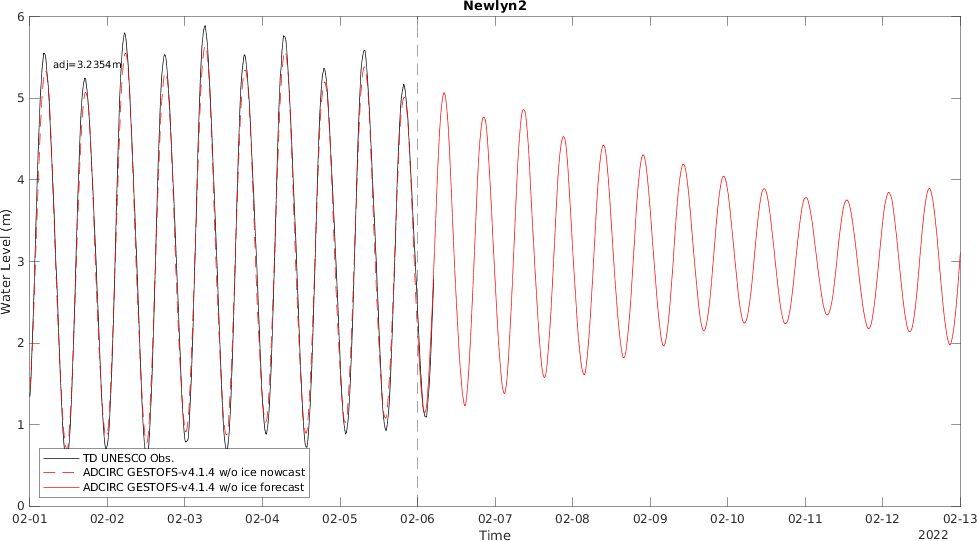 Newlyn2
6
adj=3.2354m
5
4
Water Level (m)
3
2
1
TD UNESCO Obs.
ADCIRC GESTOFS-v4.1.4 w/o ice nowcast
ADCIRC GESTOFS-v4.1.4 w/o ice forecast
0
02-01 02-02 02-03 02-04 02-05 02-06 02-07 02-08 02-09 02-10 02-11 02-12 02-13
Time
2022